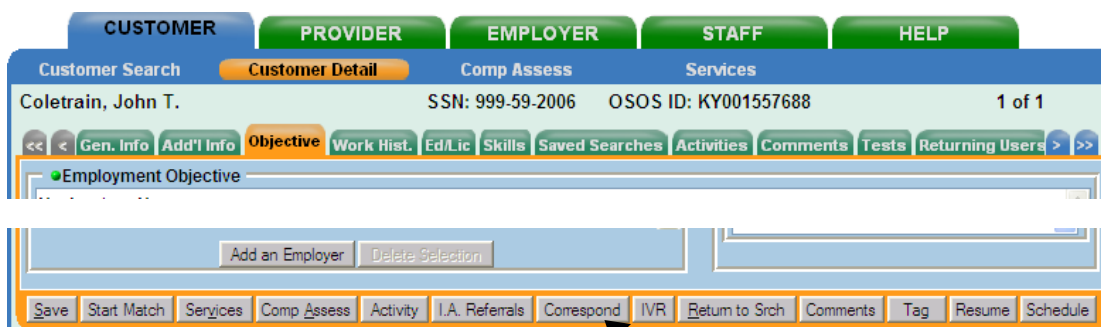 CUSTOMER PROVIDER EMPLOYER STAFF HELP
Customer Search Customer Detail Comp Assess Services
Coletrain, John T. SSN: 999-59-2006 OSOS ID: KY001557688 1 of 1
<< < Gen. Info Add'l Info Objective Work Hist. Ed/Lic Skills Saved Searches Activities Comments Tests Returning Users > >>
Employment Objective
Add an Employer Delete Selection
Save Start Match Services Comp Assess Activity I.A. Referrals Correspond IVR Return to Srch Comments Tag Resume Schedule